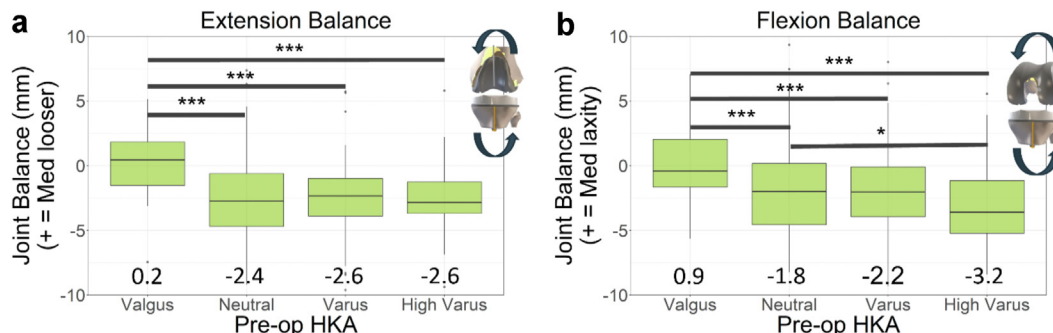 a
Extension Balance
Joint Balance (mm)
(+ = Med looser)
10
5
0
-5
-10
***
***
***
0.2 -2.4 -2.6 -2.6
Valgus Neutral Varus High Varus
Pre-op HKA
b
Flexion Balance
Joint Balance (mm)
(+ = Med laxity)
10
5
0
-5
-10
***
***
***
*
0.9 -1.8 -2.2 -3.2
Valgus Neutral Varus High Varus
Pre-op HKA